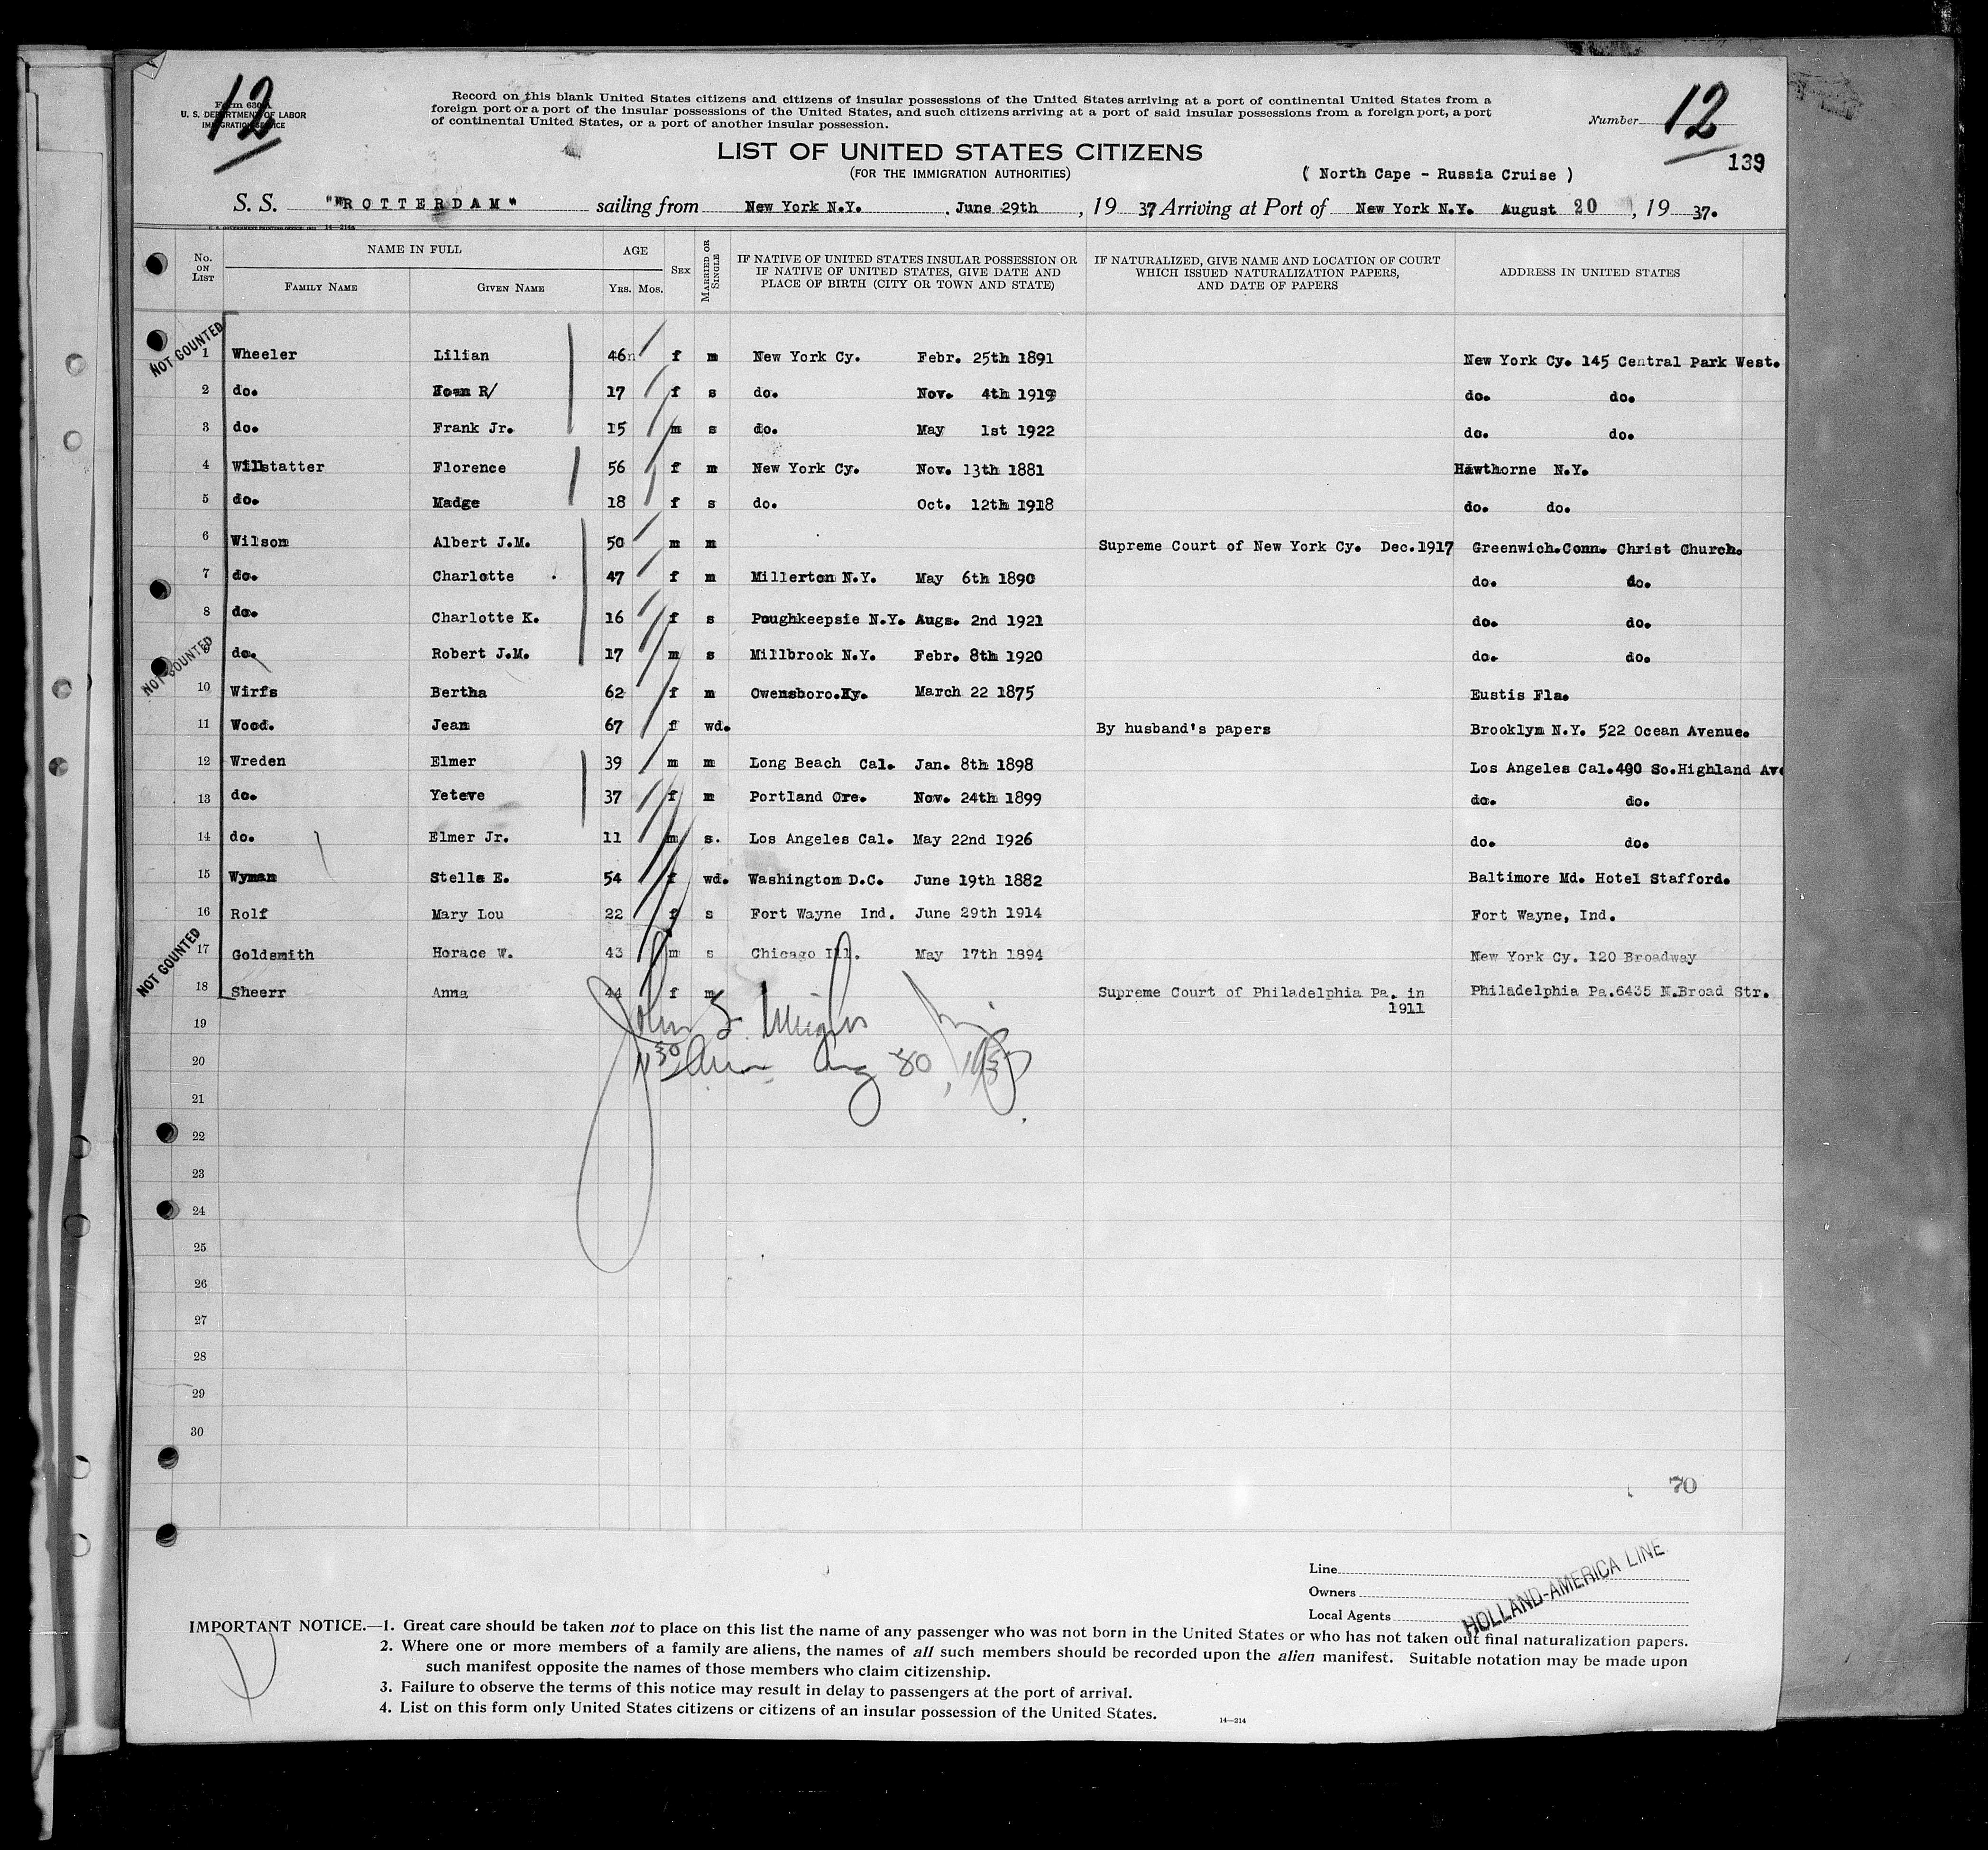 12
Form 630 A
U. S. DEPARTMENT OF LABOR
IMMIGRATION SERVICE
Record on this blank United States citizens and citizens of insular possessions of the United States arriving at a port of continental United States from a
foreign port or a port of the insular possessions of the United States, and such citizens arriving at a port of said insular possessions from a foreign port, a port
of continental United States, or a port of another insular possession.
Number 12
139
LIST OF UNITED STATES CITIZENS
(FOR THE IMMIGRATION AUTHORITIES)
( North Cape - Russia Cruise )
S. S. "ROTTERDAM" sailing from New York N.Y. June 29th, 19 37 Arriving at Port of New York N.Y. August 20, 19 37.
No. ON LIST NAME IN FULL FAMILY NAME GIVEN NAME AGE YRS. MOS. SEX MARRIED OR SINGLE IF NATIVE OF UNITED STATES INSULAR POSSESSION OR IF NATIVE OF UNITED STATES, GIVE DATE AND PLACE OF BIRTH (CITY OR TOWN AND STATE) IF NATURALIZED, GIVE NAME AND LOCATION OF COURT WHICH ISSUED NATURALIZATION PAPERS, AND DATE OF PAPERS ADDRESS IN UNITED STATES
NOT COUNTED
1 Wheeler Lilian 46 f m New York Cy. Febr. 25th 1891 New York Cy. 145 Central Park West.
2 do. Joan R/ 17 f s do. Nov. 4th 1919 do. do.
3 do. Frank Jr. 15 m s do. May 1st 1922 do. do.
4 Willstatter Florence 56 f m New York Cy. Nov. 13th 1881 Hawthorne N.Y.
5 do. Madge 18 f s do. Oct. 12th 1918 do. do.
6 Wilson Albert J.M. 50 m m Supreme Court of New York Cy. Dec.1917 Greenwich.Conn. Christ Church.
7 do. Charlotte 47 f m Millerton N.Y. May 6th 1890 do. do.
8 do. Charlotte K. 16 f s Poughkeepsie N.Y. Augs. 2nd 1921 do. do.
NOT COUNTED
9 do. Robert J.M. 17 m s Millbrook N.Y. Febr. 8th 1920 do. do.
10 Wirfs Bertha 62 f m Owensboro.Ky. March 22 1875 Eustis Fla.
11 Wood. Jean 67 f wd. By husband's papers Brooklyn N.Y. 522 Ocean Avenue.
12 Wreden Elmer 39 m m Long Beach Cal. Jan. 8th 1898 Los Angeles Cal.400 So.Highland Ave
13 do. Yeteve 37 f m Portland Ore. Nov. 24th 1899 do. do.
14 do. Elmer Jr. 11 m s. Los Angeles Cal. May 22nd 1926 do. do.
15 Wyman Stella E. 54 f wd. Washington D.C. June 19th 1882 Baltimore Md. Hotel Stafford.
16 Rolf Mary Lou 22 f s Fort Wayne Ind. June 29th 1914 Fort Wayne, Ind.
NOT COUNTED
17 Goldsmith Horace W. 43 m s Chicago Ill. May 17th 1894 New York Cy. 120 Broadway
18 Sheerr Anna 44 f m Supreme Court of Philadelphia Pa. in 1911 Philadelphia Pa.6435 N.Broad Str.
19
John S.
20
11 30 am Aug 20, 1937
21
22
23
24
25
26
27
28
29
30
70
Line
Owners
Local Agents
HOLLAND-AMERICA LINE
IMPORTANT NOTICE.—1. Great care should be taken not to place on this list the name of any passenger who was not born in the United States or who has not taken out final naturalization papers.
2. Where one or more members of a family are aliens, the names of all such members should be recorded upon the alien manifest. Suitable notation may be made upon
such manifest opposite the names of those members who claim citizenship.
3. Failure to observe the terms of this notice may result in delay to passengers at the port of arrival.
4. List on this form only United States citizens or citizens of an insular possession of the United States.
14—214